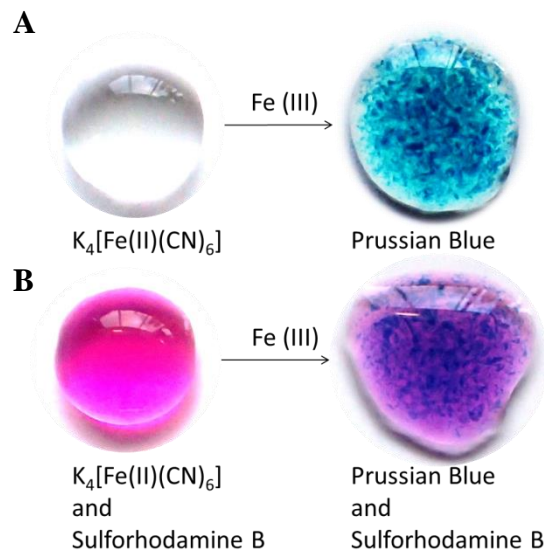 A
Fe (III)
K₄[Fe(II)(CN)₆]
Prussian Blue
B
Fe (III)
K₄[Fe(II)(CN)₆]
and
Sulforhodamine B
Prussian Blue
and
Sulforhodamine B